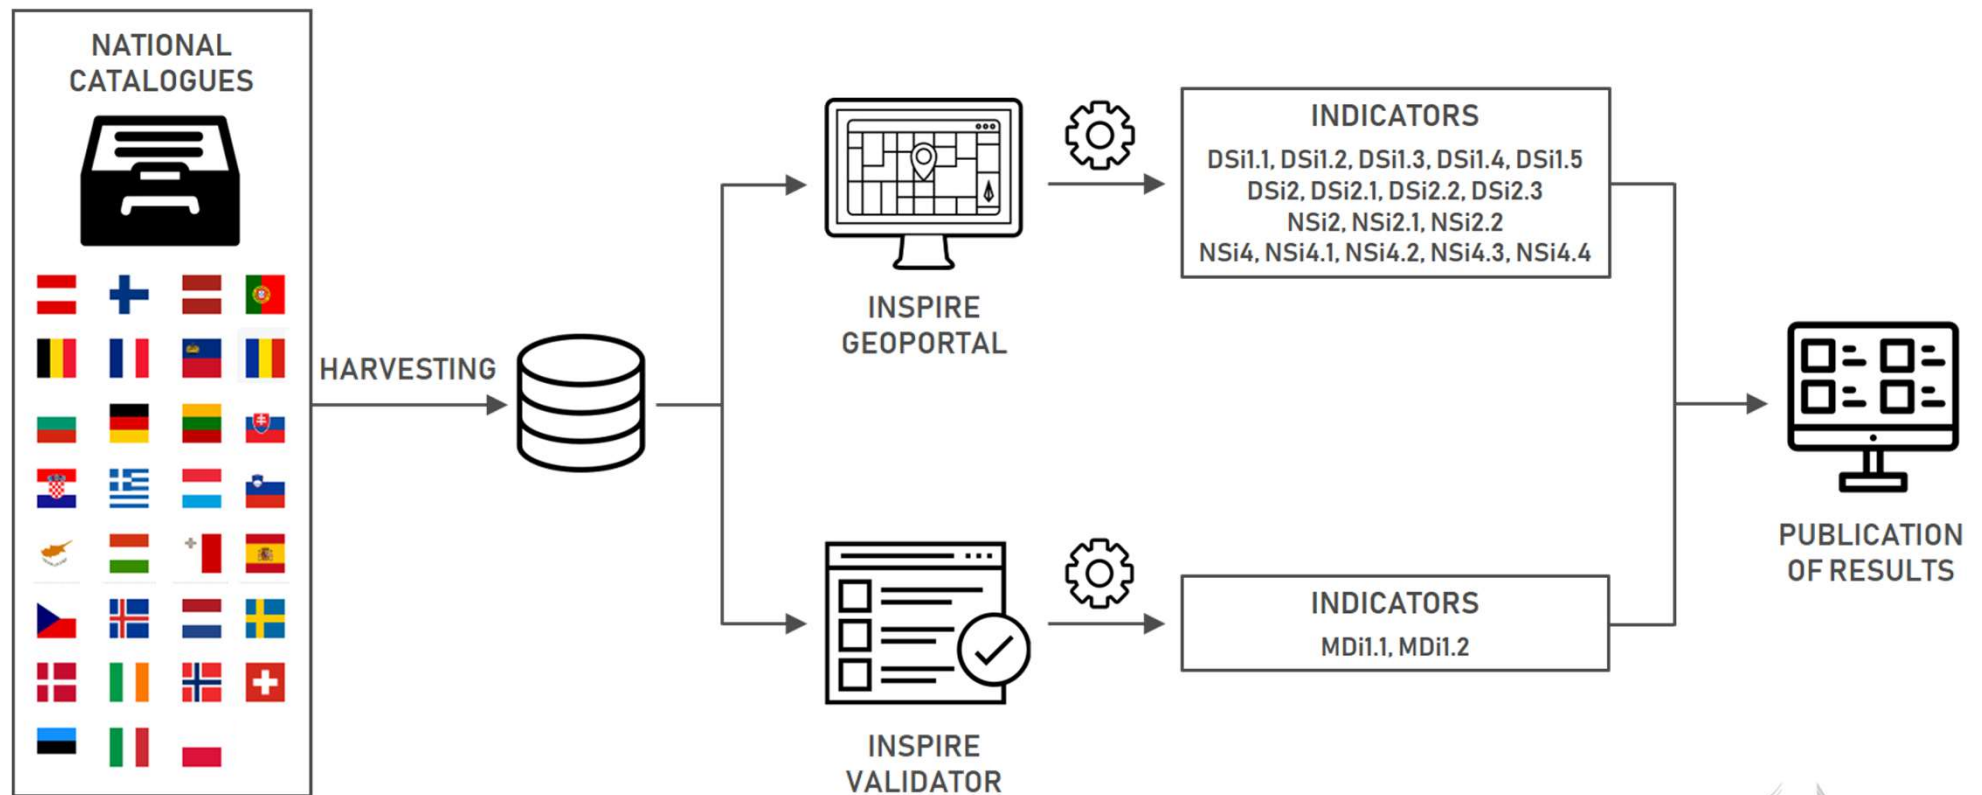 NATIONAL
CATALOGUES
HARVESTING
INSPIRE
GEOPORTAL
INDICATORS
DSi1.1, DSi1.2, DSi1.3, DSi1.4, DSi1.5
DSi2, DSi2.1, DSi2.2, DSi2.3
NSi2, NSi2.1, NSi2.2
NSi4, NSi4.1, NSi4.2, NSi4.3, NSi4.4
INSPIRE
VALIDATOR
INDICATORS
MDi1.1, MDi1.2
PUBLICATION
OF RESULTS